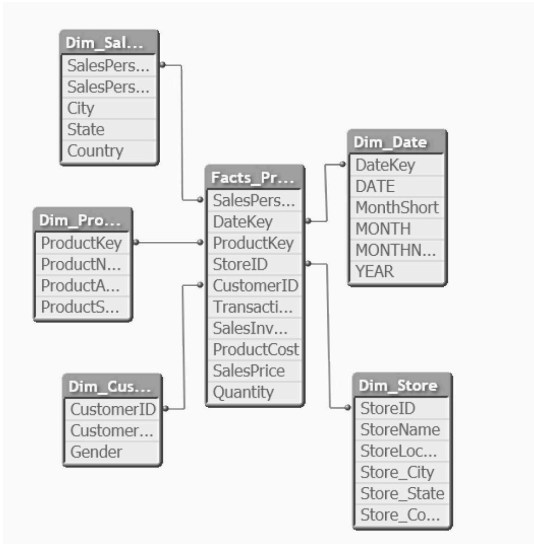 Dim_Sal...
SalesPers...
SalesPers...
City
State
Country
Dim_Date
DateKey
DATE
MonthShort
MONTH
MONTHN...
YEAR
Facts_Pr...
SalesPers...
DateKey
ProductKey
StoreID
CustomerID
Transacti...
SalesInv...
ProductCost
SalesPrice
Quantity
Dim_Pro...
ProductKey
ProductN...
ProductA...
ProductS...
Dim_Cus...
CustomerID
Customer...
Gender
Dim_Store
StoreID
StoreName
StoreLoc...
Store_City
Store_State
Store_Co...